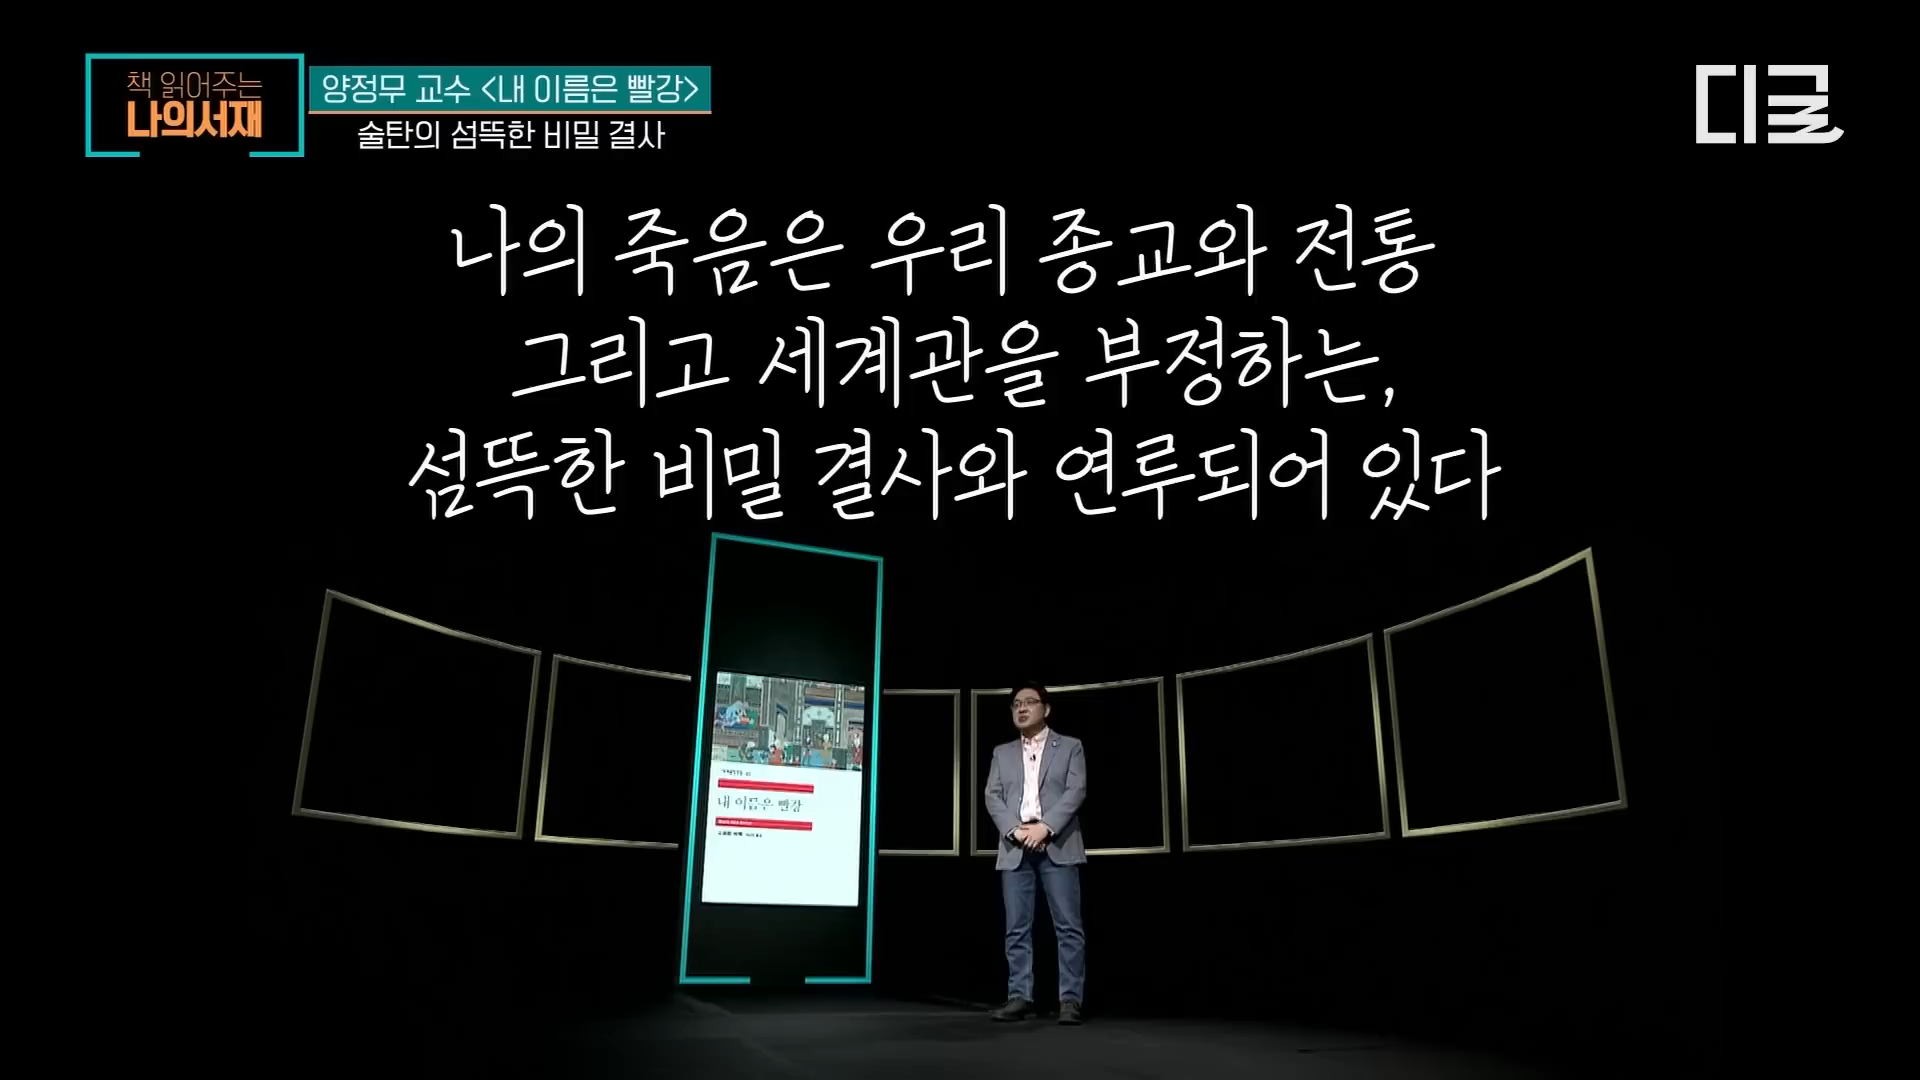 책 읽어주는
나의서재
양정무 교수 <내 이름은 빨강>
술탄의 섬뜩한 비밀 결사
디글
나의 죽음은 우리 종교와 전통
그리고 세계관을 부정하는,
섬뜩한 비밀 결사와 연루되어 있다
내 이름은 빨강